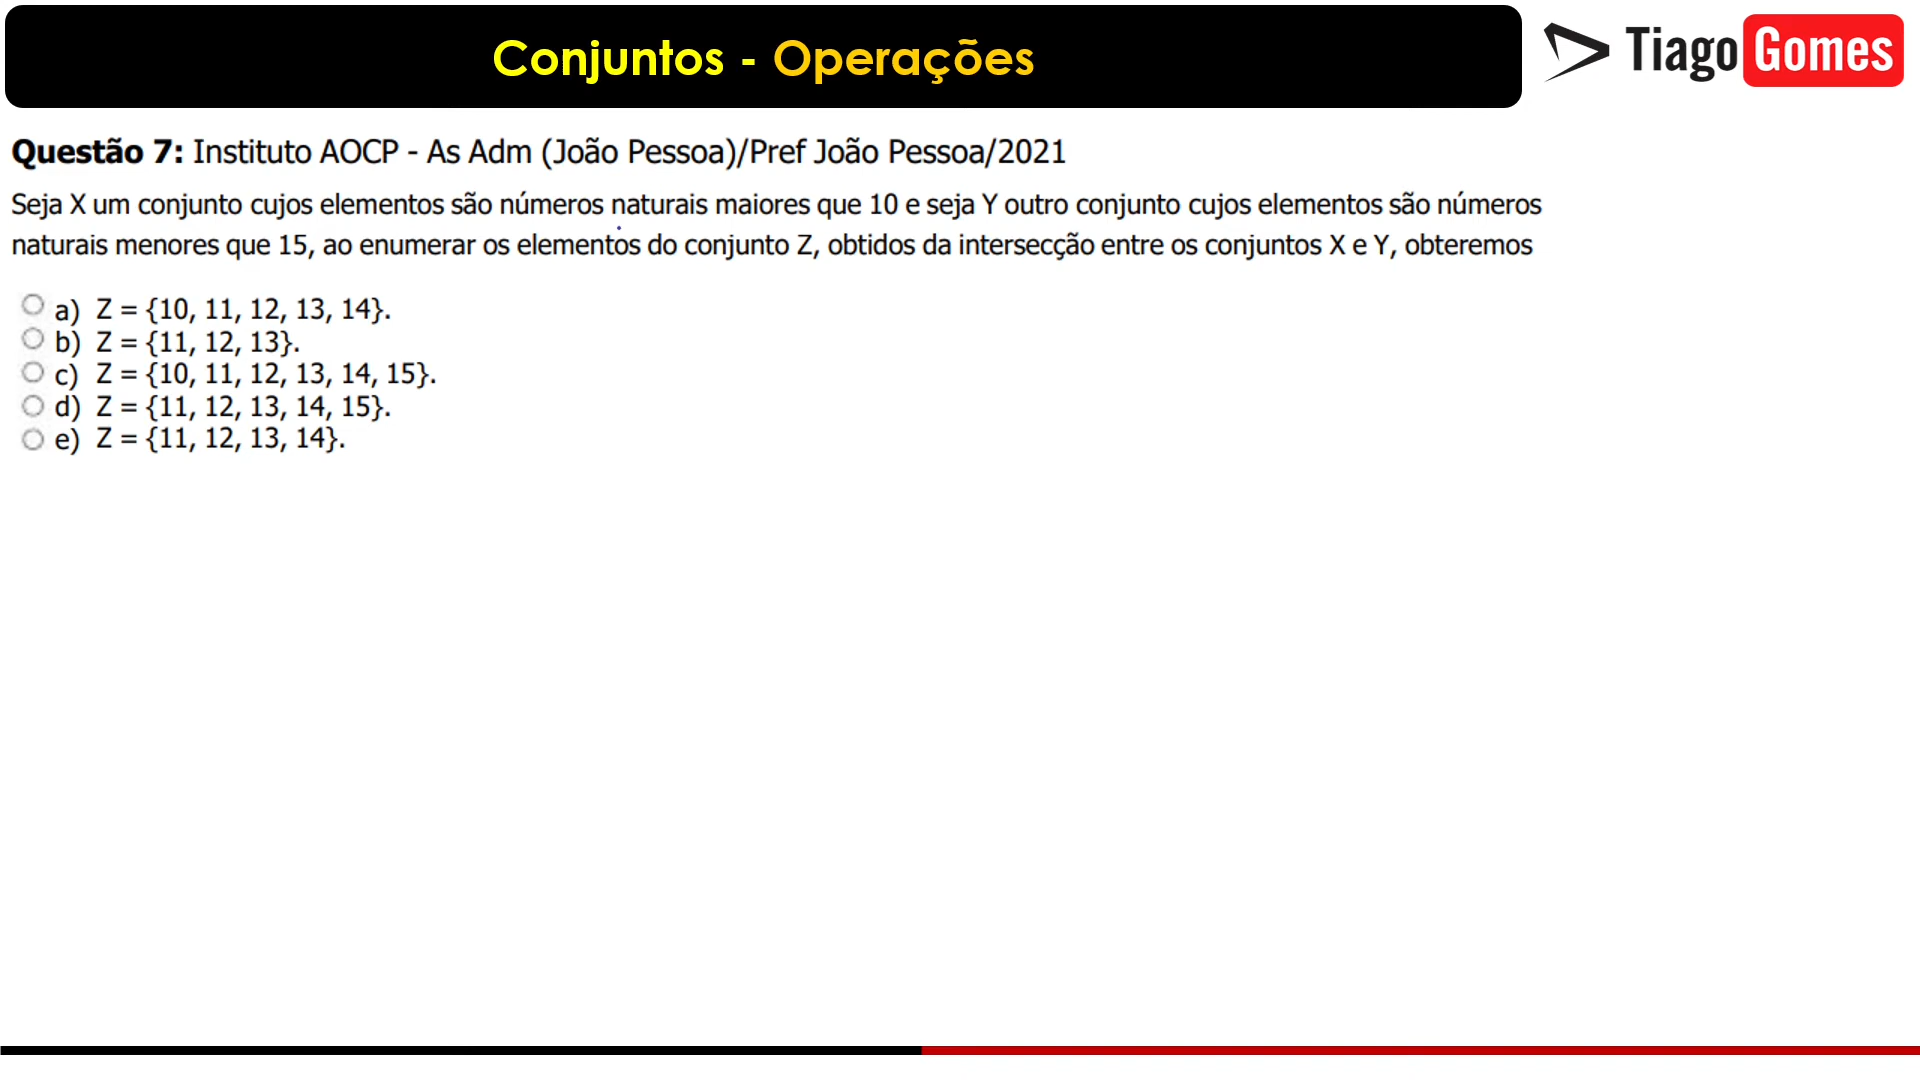 Conjuntos - Operações
Tiago Gomes
Questão 7: Instituto AOCP - As Adm (João Pessoa)/Pref João Pessoa/2021
Seja X um conjunto cujos elementos são números naturais maiores que 10 e seja Y outro conjunto cujos elementos são números
naturais menores que 15, ao enumerar os elementos do conjunto Z, obtidos da intersecção entre os conjuntos X e Y, obteremos
a) Z = {10, 11, 12, 13, 14}.
b) Z = {11, 12, 13}.
c) Z = {10, 11, 12, 13, 14, 15}.
d) Z = {11, 12, 13, 14, 15}.
e) Z = {11, 12, 13, 14}.